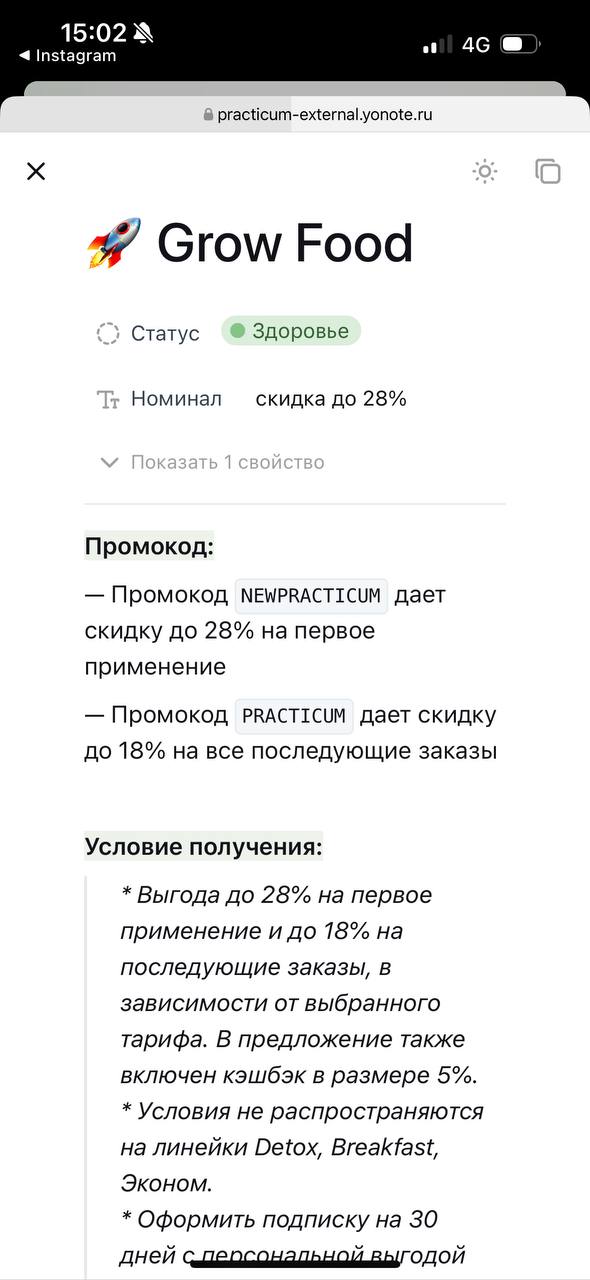 15:02
4G
Instagram
practicum-external.yonote.ru
Grow Food
Статус
Здоровье
Номинал
скидка до 28%
Показать 1 свойство
Промокод:
— Промокод NEWPRACTICUM дает
скидку до 28% на первое
применение
— Промокод PRACTICUM дает скидку
до 18% на все последующие заказы
Условие получения:
* Выгода до 28% на первое
применение и до 18% на
последующие заказы, в
зависимости от выбранного
тарифа. В предложение также
включен кэшбэк в размере 5%.
* Условия не распространяются
на линейки Detox, Breakfast,
Эконом.
* Оформить подписку на 30
дней с персональной выгодой